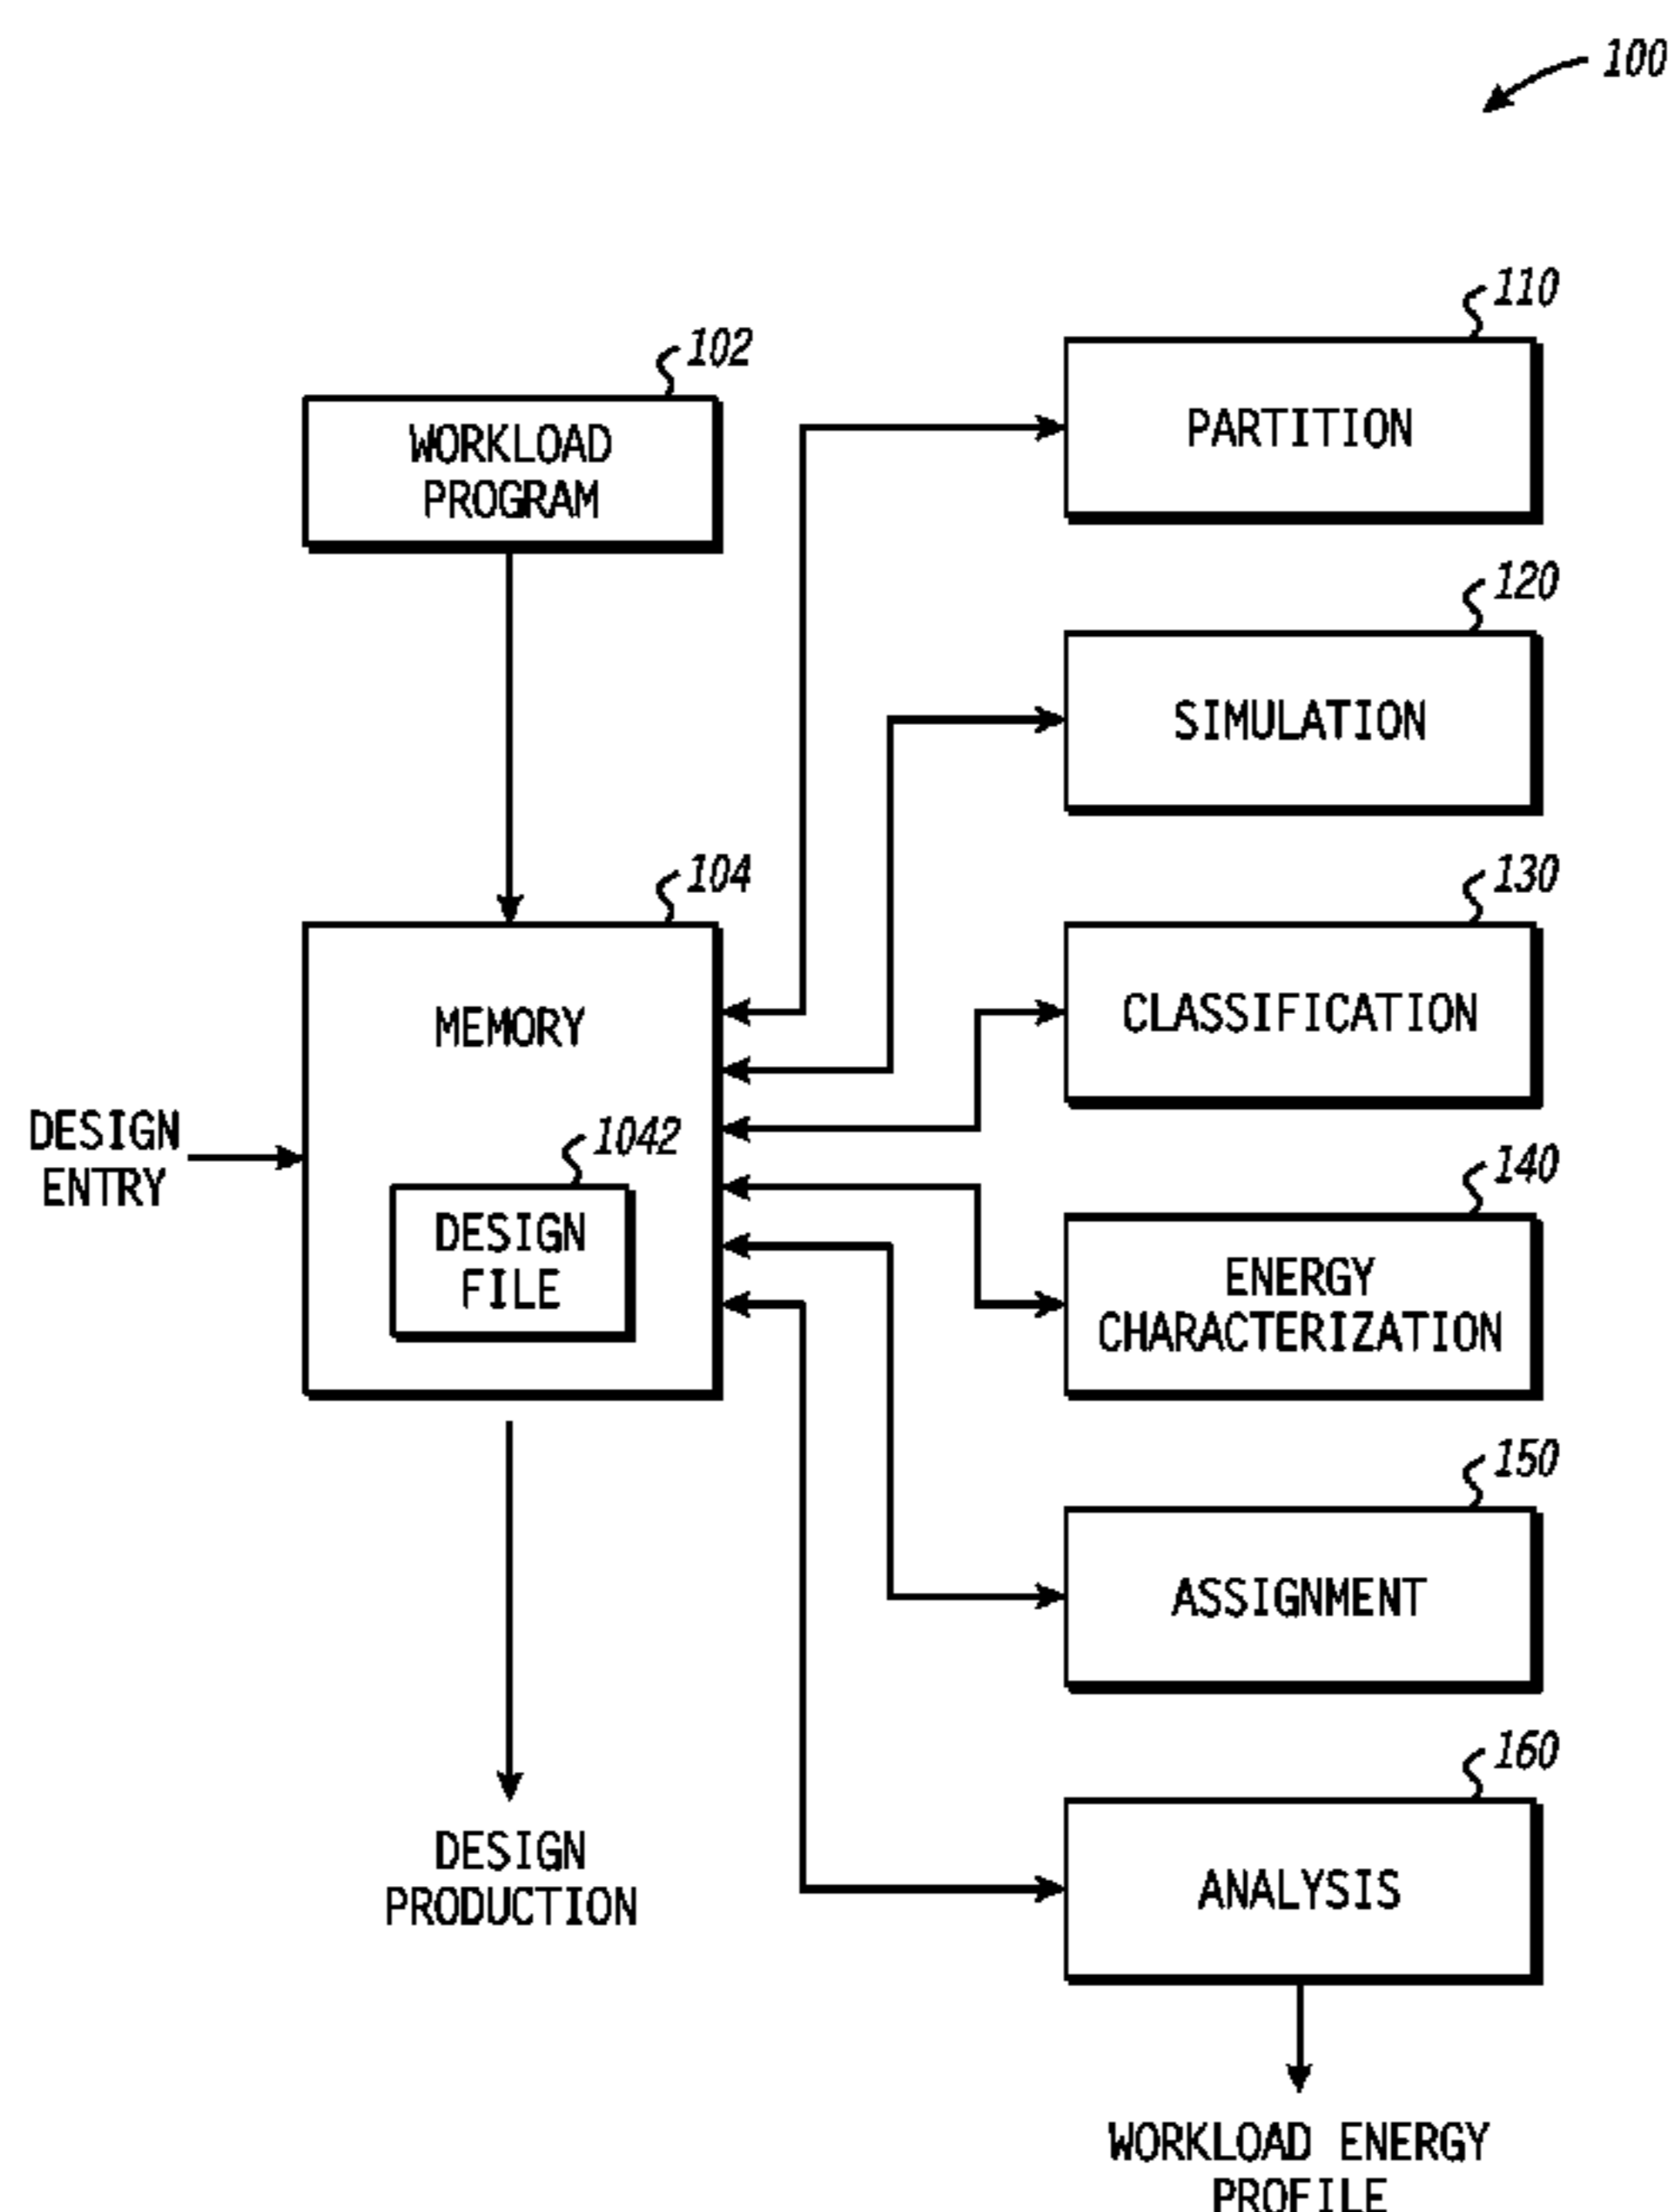 100
110
102
PARTITION
WORKLOAD
PROGRAM
120
SIMULATION
104
130
MEMORY
CLASSIFICATION
DESIGN
ENTRY
1042
DESIGN
FILE
140
ENERGY
CHARACTERIZATION
150
ASSIGNMENT
160
DESIGN
PRODUCTION
ANALYSIS
WORKLOAD ENERGY
PROFILE